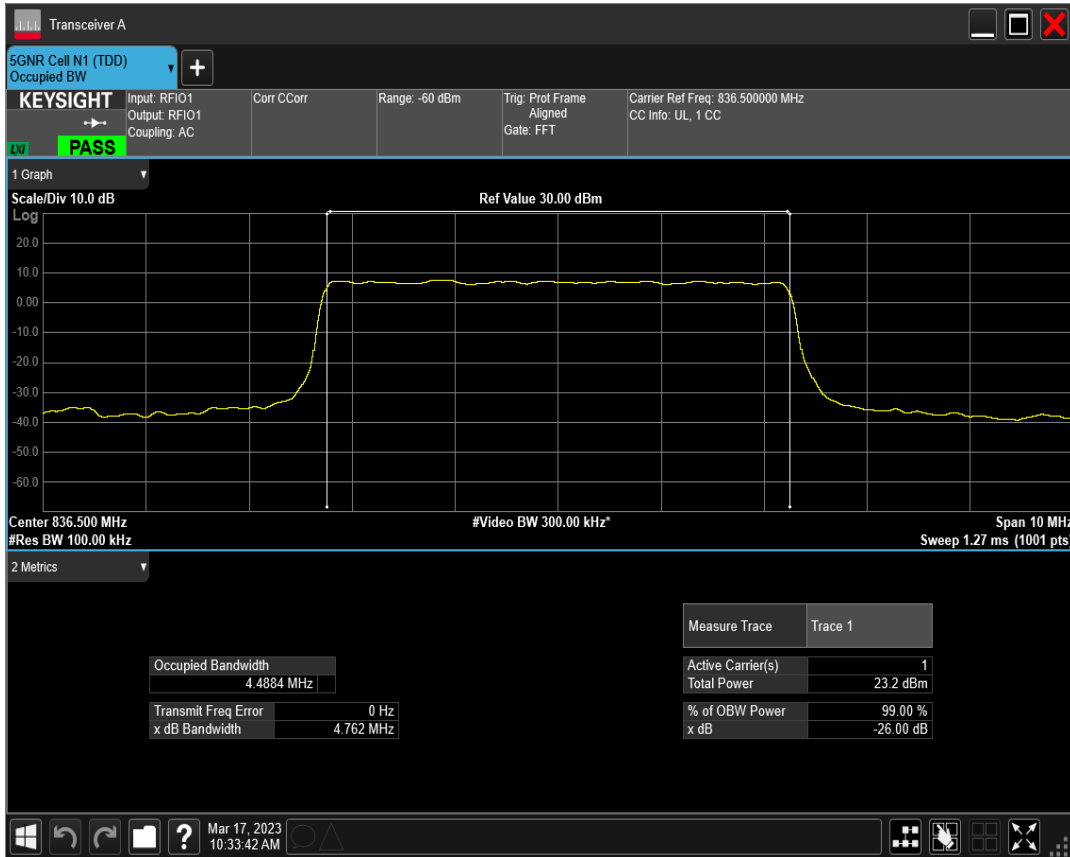 Transceiver A
5GNR Cell N1 (TDD)
Occupied BW
+
KEYSIGHT
LXI
PASS
Input: RFIO1
Output: RFIO1
Coupling: AC
Corr CCorr
Range: -60 dBm
Trig: Prot Frame
Aligned
Gate: FFT
Carrier Ref Freq: 836.500000 MHz
CC Info: UL, 1 CC
1 Graph
Scale/Div 10.0 dB
Ref Value 30.00 dBm
Log
20.0
10.0
0.00
-10.0
-20.0
-30.0
-40.0
-50.0
-60.0
Center 836.500 MHz
#Video BW 300.00 kHz*
Span 10 MHz
#Res BW 100.00 kHz
Sweep 1.27 ms (1001 pts)
2 Metrics
Measure Trace Trace 1
Occupied Bandwidth
4.4884 MHz
Active Carrier(s) 1
Total Power 23.2 dBm
Transmit Freq Error 0 Hz
x dB Bandwidth 4.762 MHz
% of OBW Power 99.00 %
x dB -26.00 dB
?
Mar 17, 2023
10:33:42 AM